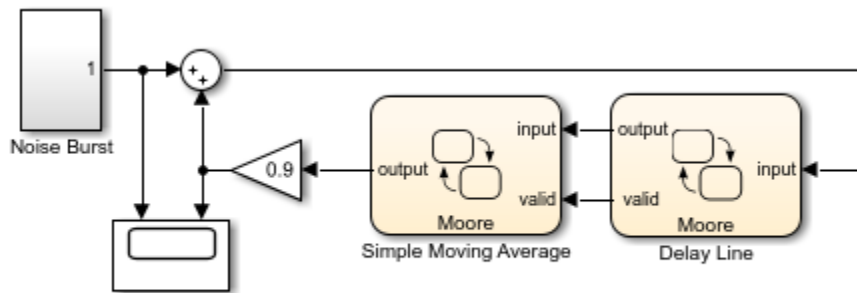 1
Noise Burst
+
+
0.9
output
input
valid
Moore
Simple Moving Average
output
valid
input
Moore
Delay Line